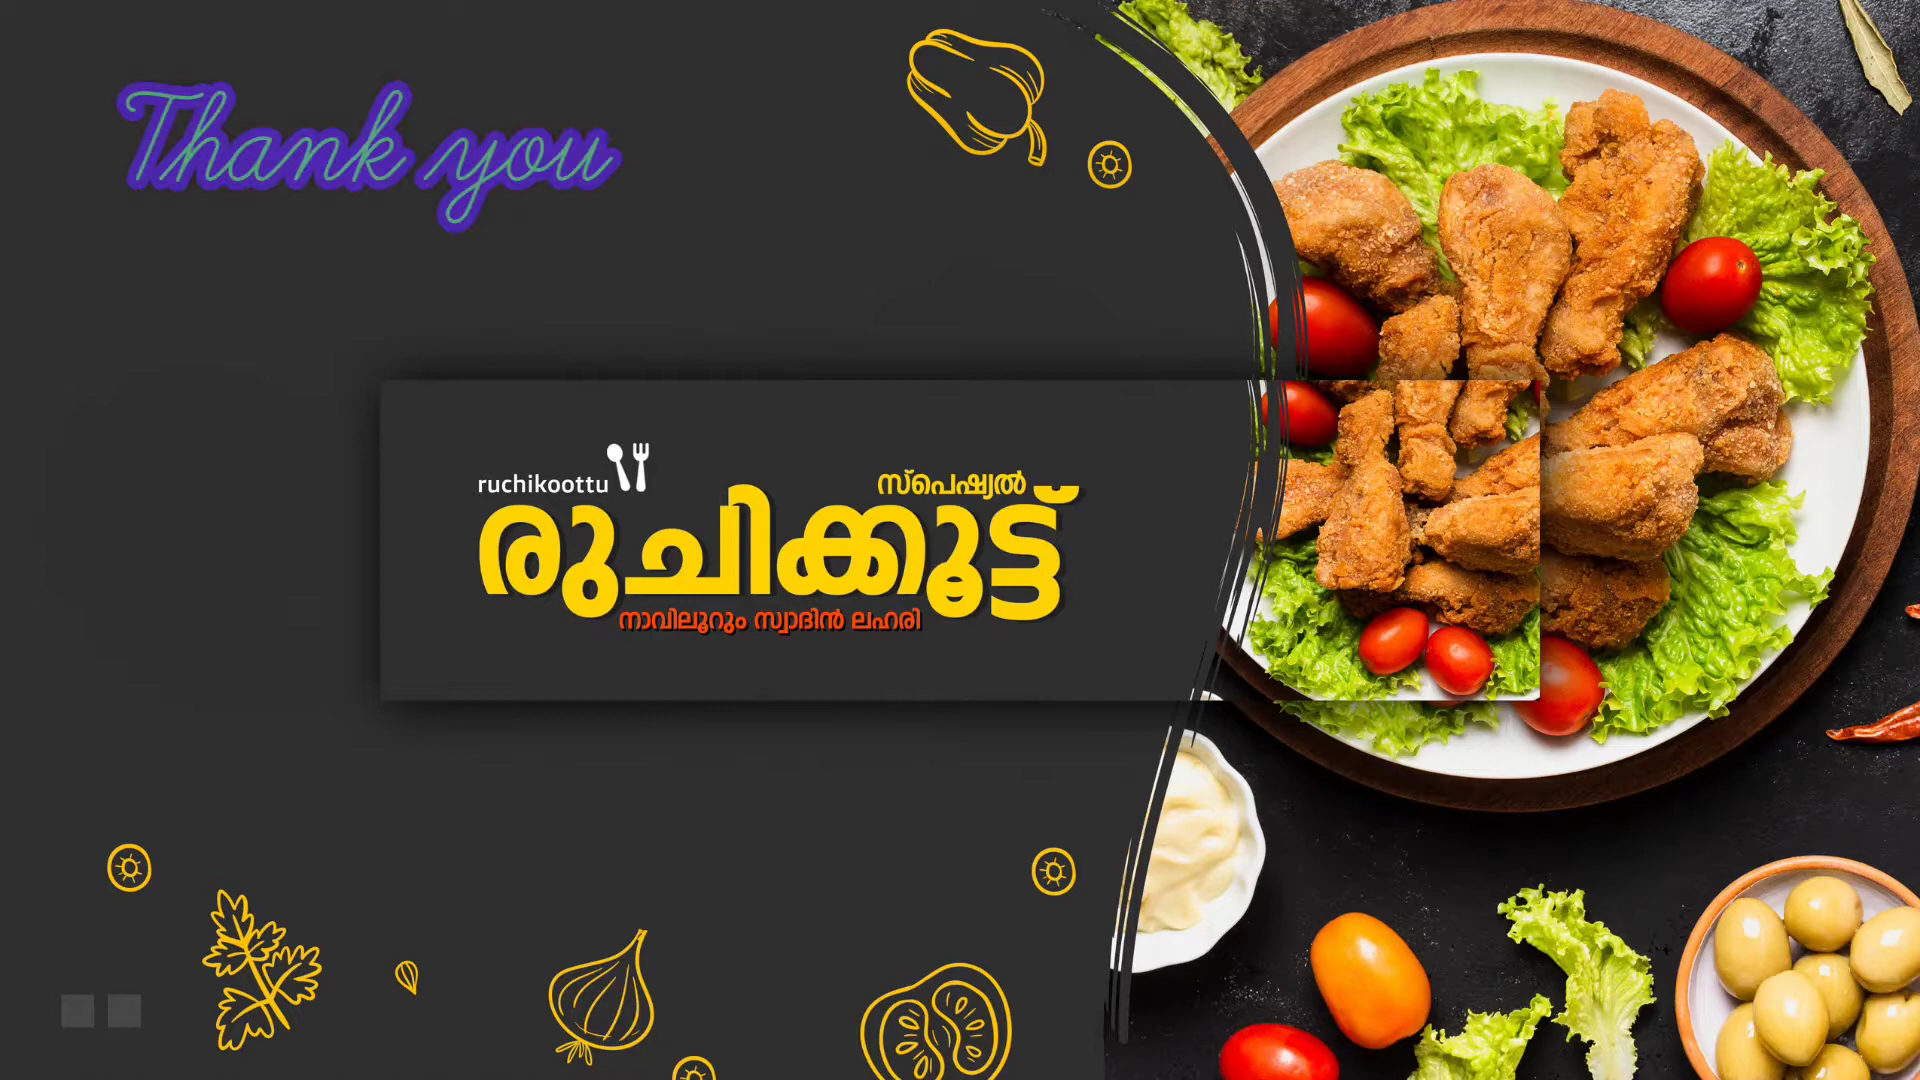 Thank you
ruchikoottu
സ്പെഷ്യൽ
രുചിക്കൂട്ട്
നാവിലൂറും സ്വാദിൻ ലഹരി